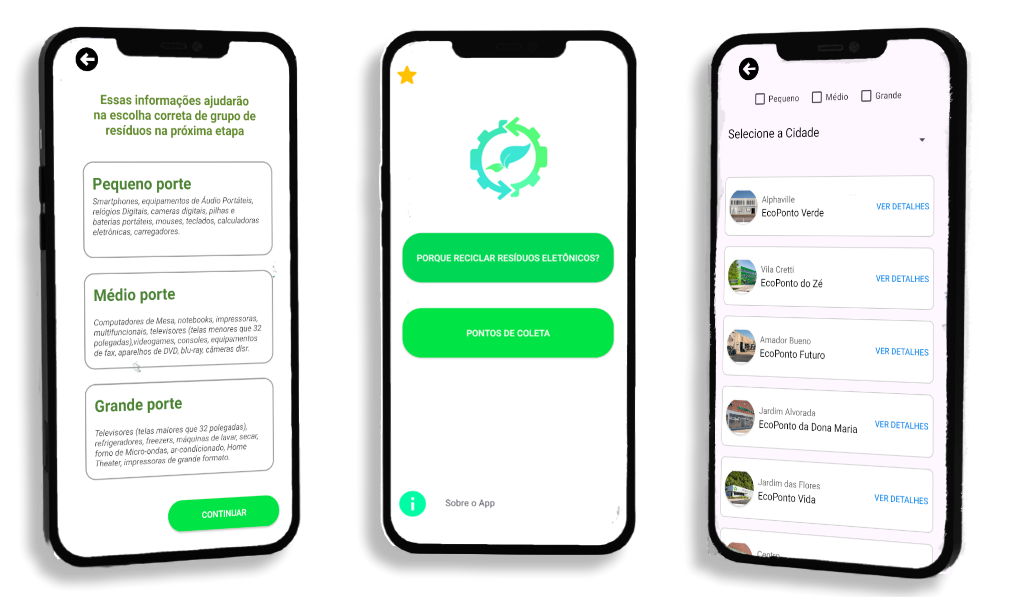 Essas informações ajudarão
na escolha correta de grupo de
resíduos na próxima etapa
Pequeno porte
Smartphones, equipamentos de Áudio Portáteis,
relógios Digitais, cameras digitais, pilhas e
baterias portáteis, mouses, teclados, calculadoras
eletrônicas, carregadores.
Médio porte
Computadores de Mesa, notebooks, impressoras,
multifuncionais, televisores (telas menores que 32
polegadas),videogames, consoles, equipamentos
de fax, aparelhos de DVD, blu-ray, câmeras dlsr.
Grande porte
Televisores (telas maiores que 32 polegadas),
refrigeradores, freezers, máquinas de lavar, secar,
forno de Micro-ondas, ar-condicionado, Home
Theater, impressoras de grande formato.
CONTINUAR
PORQUE RECICLAR RESÍDUOS ELETÔNICOS?
PONTOS DE COLETA
Sobre o App
Pequeno Médio Grande
Selecione a Cidade
Alphaville
EcoPonto Verde
VER DETALHES
Vila Cretti
EcoPonto do Zé
VER DETALHES
Amador Bueno
EcoPonto Futuro
VER DETALHES
Jardim Alvorada
EcoPonto da Dona Maria
VER DETALHES
Jardim das Flores
EcoPonto Vida
VER DETALHES
Centro